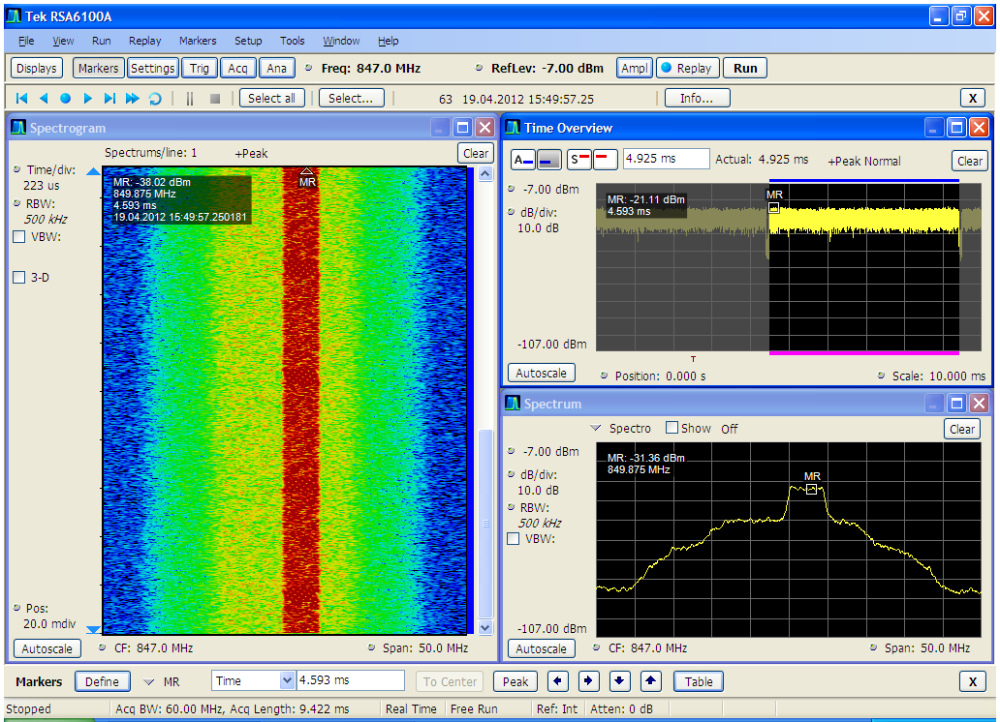 Tek RSA6100A
File View Run Replay Markers Setup Tools Window Help
Displays Markers Settings Trig Acq Ana Freq: 847.0 MHz RefLev: -7.00 dBm Ampl Replay Run
Select all Select... 63 19.04.2012 15:49:57.25 Info... X
Spectrogram
Spectrums/line: 1 +Peak Clear
Time/div:
223 us
RBW:
500 kHz
VBW:
3-D
MR: -38.02 dBm
849.875 MHz
4.593 ms
19.04.2012 15:49:57.250181
MR
Pos:
20.0 mdiv
Autoscale CF: 847.0 MHz Span: 50.0 MHz
Time Overview
A S 4.925 ms Actual: 4.925 ms +Peak Normal Clear
-7.00 dBm
dB/div:
10.0 dB
MR: -21.11 dBm
4.593 ms
MR
-107.00 dBm
T
Autoscale Position: 0.000 s Scale: 10.000 ms
Spectrum
Spectro Show Off Clear
-7.00 dBm
dB/div:
10.0 dB
RBW:
500 kHz
VBW:
MR: -31.36 dBm
849.875 MHz
MR
-107.00 dBm
Autoscale CF: 847.0 MHz Span: 50.0 MHz
Markers Define MR Time 4.593 ms To Center Peak Table X
Stopped Acq BW: 60.00 MHz, Acq Length: 9.422 ms Real Time Free Run Ref: Int Atten: 0 dB